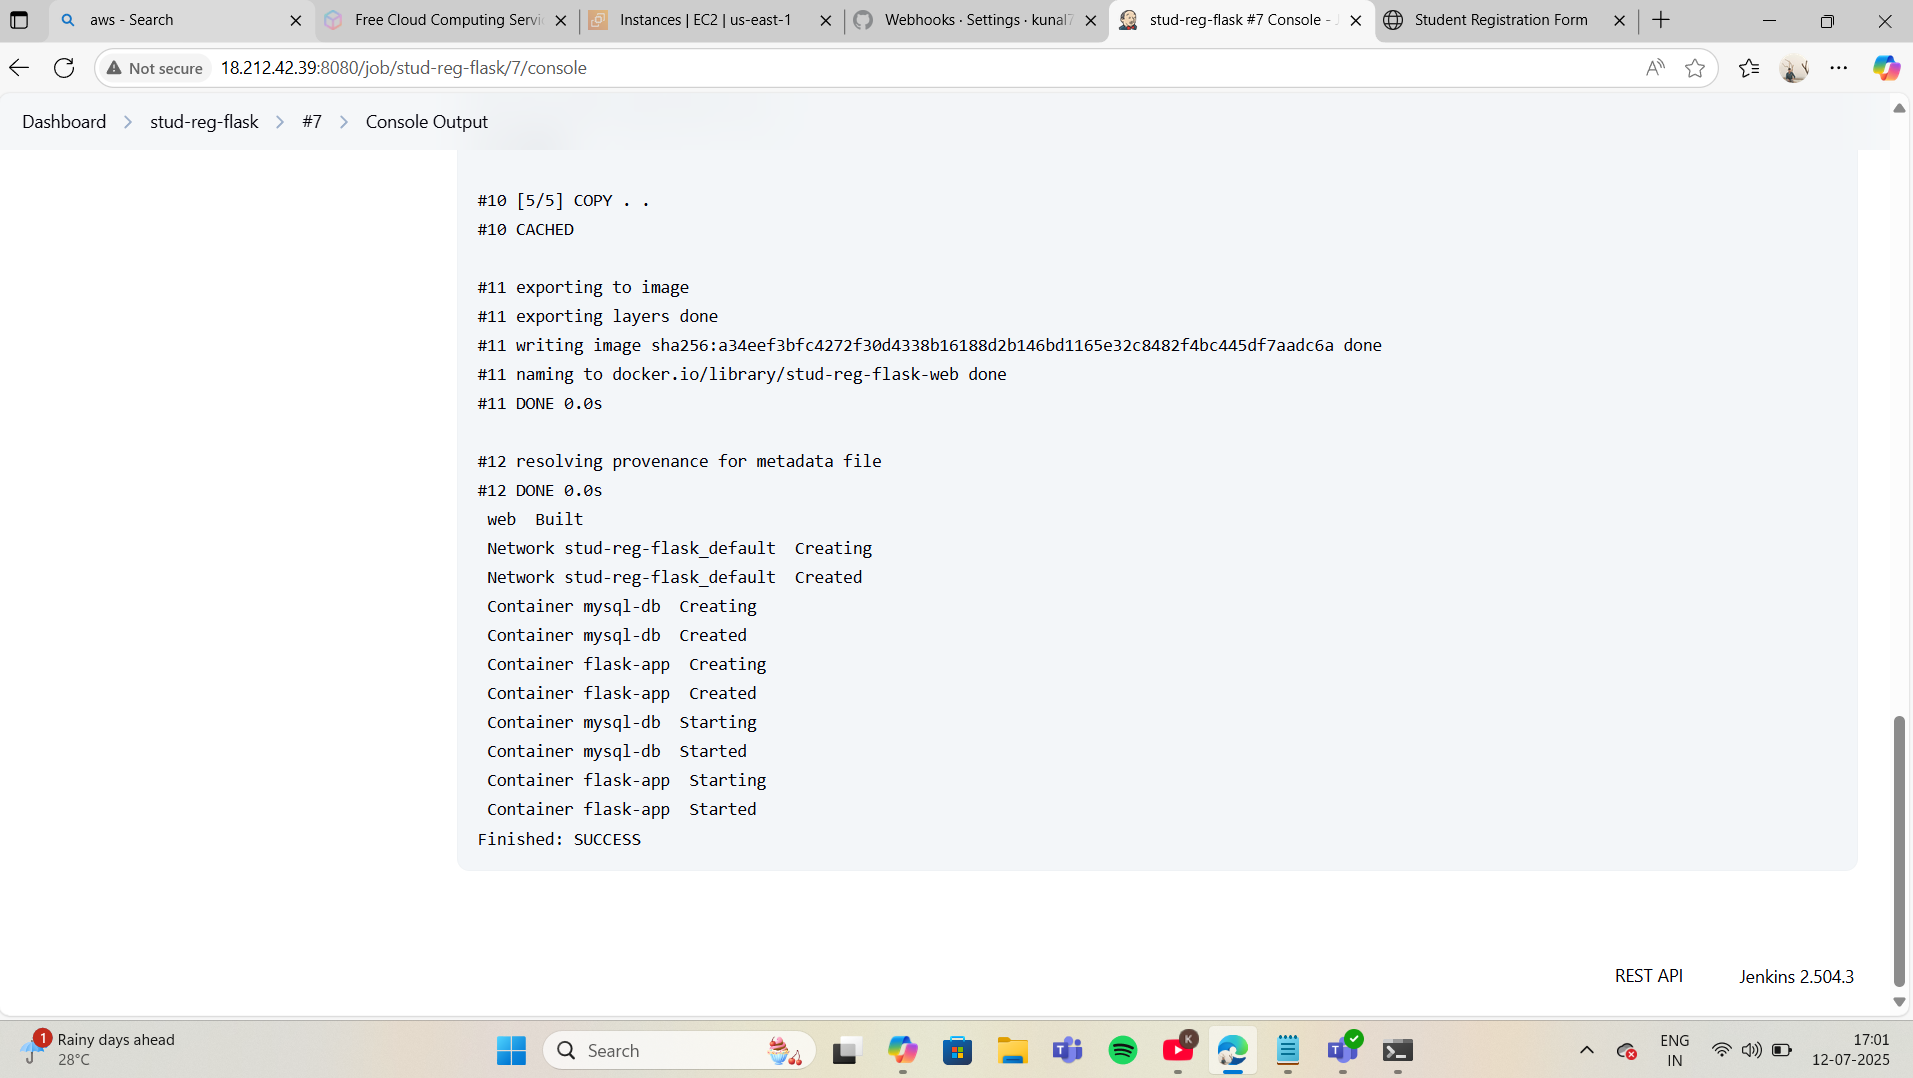 aws - Search
Free Cloud Computing Servi
Instances | EC2 | us-east-1
Webhooks · Settings · kunal7
stud-reg-flask #7 Console - J
Student Registration Form
Not secure
18.212.42.39:8080/job/stud-reg-flask/7/console
Dashboard
stud-reg-flask
#7
Console Output
#10 [5/5] COPY . .
#10 CACHED
#11 exporting to image
#11 exporting layers done
#11 writing image sha256:a34eef3bfc4272f30d4338b16188d2b146bd1165e32c8482f4bc445df7aadc6a done
#11 naming to docker.io/library/stud-reg-flask-web done
#11 DONE 0.0s
#12 resolving provenance for metadata file
#12 DONE 0.0s
web  Built
Network stud-reg-flask_default  Creating
Network stud-reg-flask_default  Created
Container mysql-db  Creating
Container mysql-db  Created
Container flask-app  Creating
Container flask-app  Created
Container mysql-db  Starting
Container mysql-db  Started
Container flask-app  Starting
Container flask-app  Started
Finished: SUCCESS
REST API
Jenkins 2.504.3
1
Rainy days ahead
28°C
Search
K
ENG
IN
17:01
12-07-2025